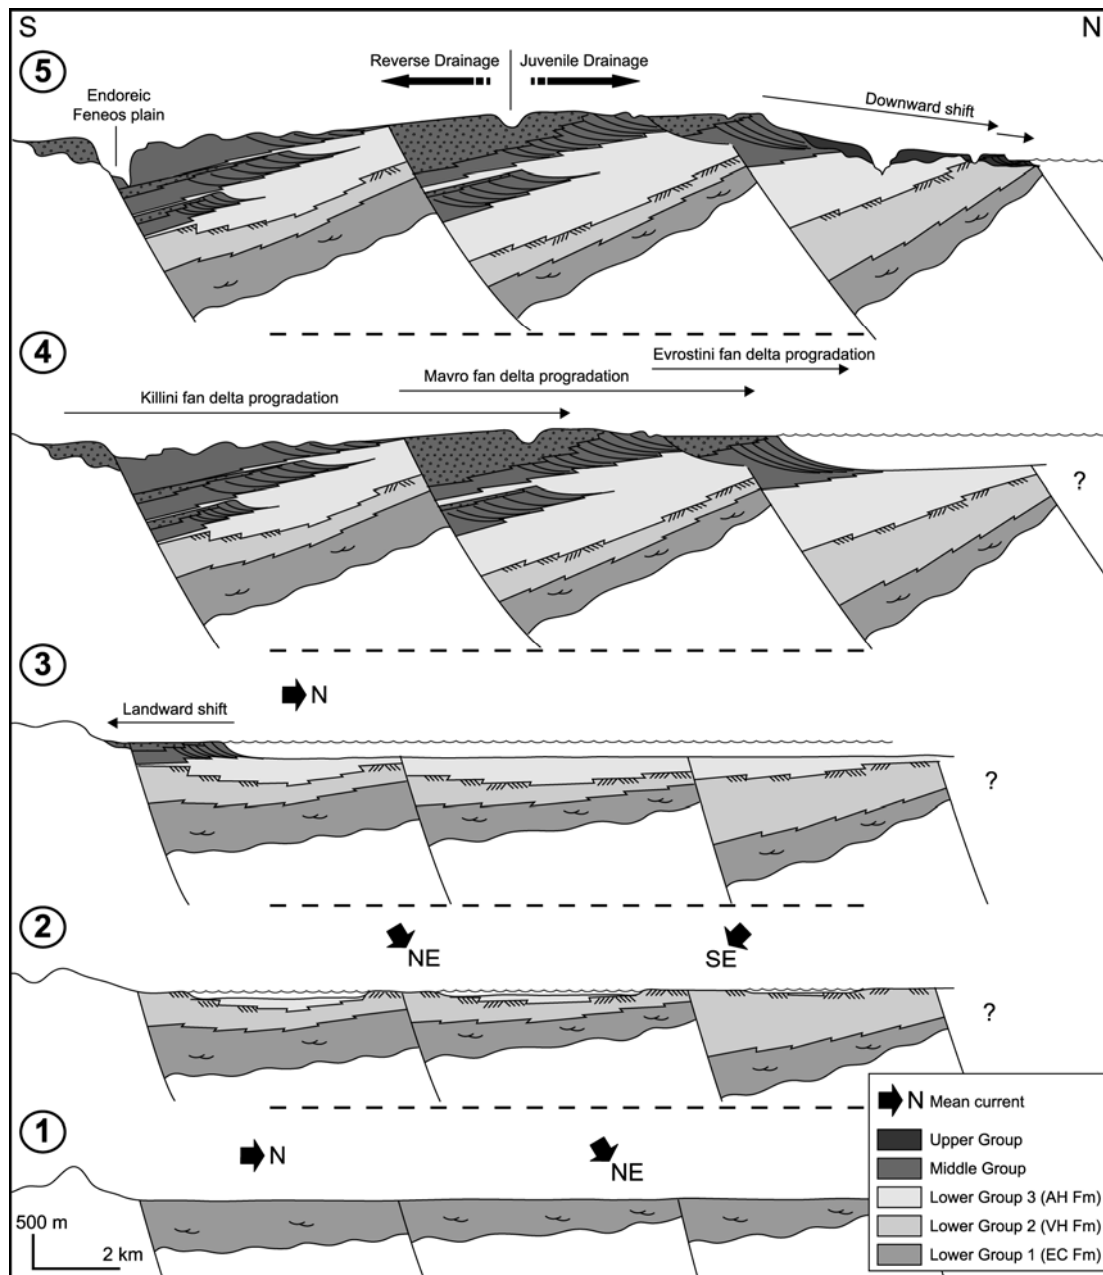 S
N
5
Reverse Drainage
Juvenile Drainage
Endoreic
Feneos plain
Downward shift
4
Evrostini fan delta progradation
Mavro fan delta progradation
Killini fan delta progradation
?
3
N
Landward shift
?
2
NE
SE
?
1
N
NE
500 m
2 km
N Mean current
Upper Group
Middle Group
Lower Group 3 (AH Fm)
Lower Group 2 (VH Fm)
Lower Group 1 (EC Fm)